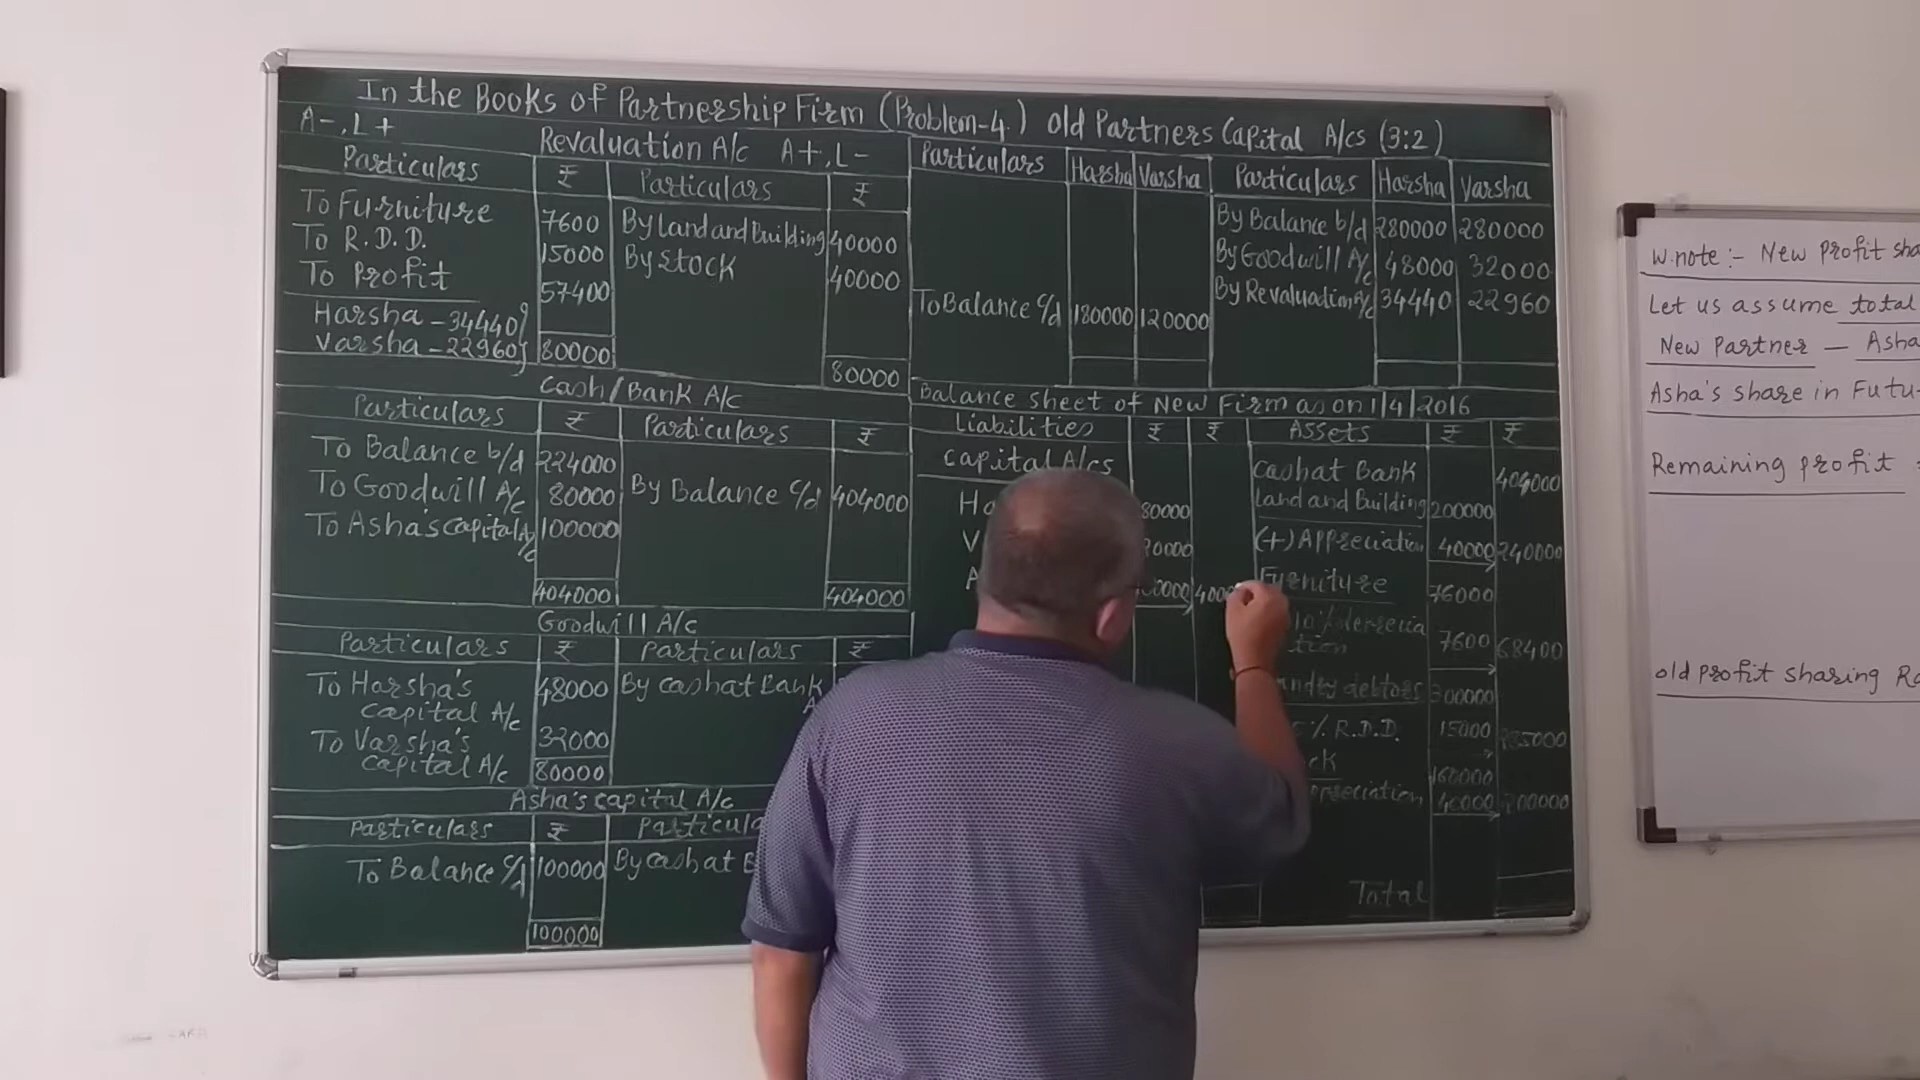 In the Books of Partnership Firm (Problem-4.) old Partners Capital A/cs (3:2)
A-, L+
Revaluation A/c A+, L-
Particulars ₹ Particulars ₹
To Furniture 7600 By Land and Building 40000
To R.D.D. 15000 By stock 40000
To Profit 57400
Harsha - 34440
Varsha - 22960 80000
80000
Particulars Harsha Varsha Particulars Harsha Varsha
By Balance b/d 280000 280000
By Goodwill A/c 48000 32000
By Revaluation A/c 34440 22960
To Balance c/d 180000 120000
Cash/Bank A/c
Particulars ₹ Particulars ₹
To Balance b/d 224000
To Goodwill A/c 80000 By Balance c/d 404000
To Asha's capital A/c 100000
404000 404000
Goodwill A/c
Particulars ₹ Particulars ₹
To Harsha's capital A/c 48000 By cash at Bank
To Varsha's capital A/c 32000
80000
Asha's capital A/c
Particulars ₹
To Balance c/d 100000 By cash at
100000
Balance sheet of New Firm as on 1/4/2016
Liabilities ₹ ₹ Assets ₹ ₹
Capital A/cs
Cash at Bank 404000
Land and Building 200000
(+) Appreciation 40000 240000
Furniture 76000
7600 68400
debtors 300000
% R.D.D. 15000
40000
Total
W.note :- New Profit
Let us assume total
New Partner — Asha
Asha's share in
Remaining profit
old profit sharing